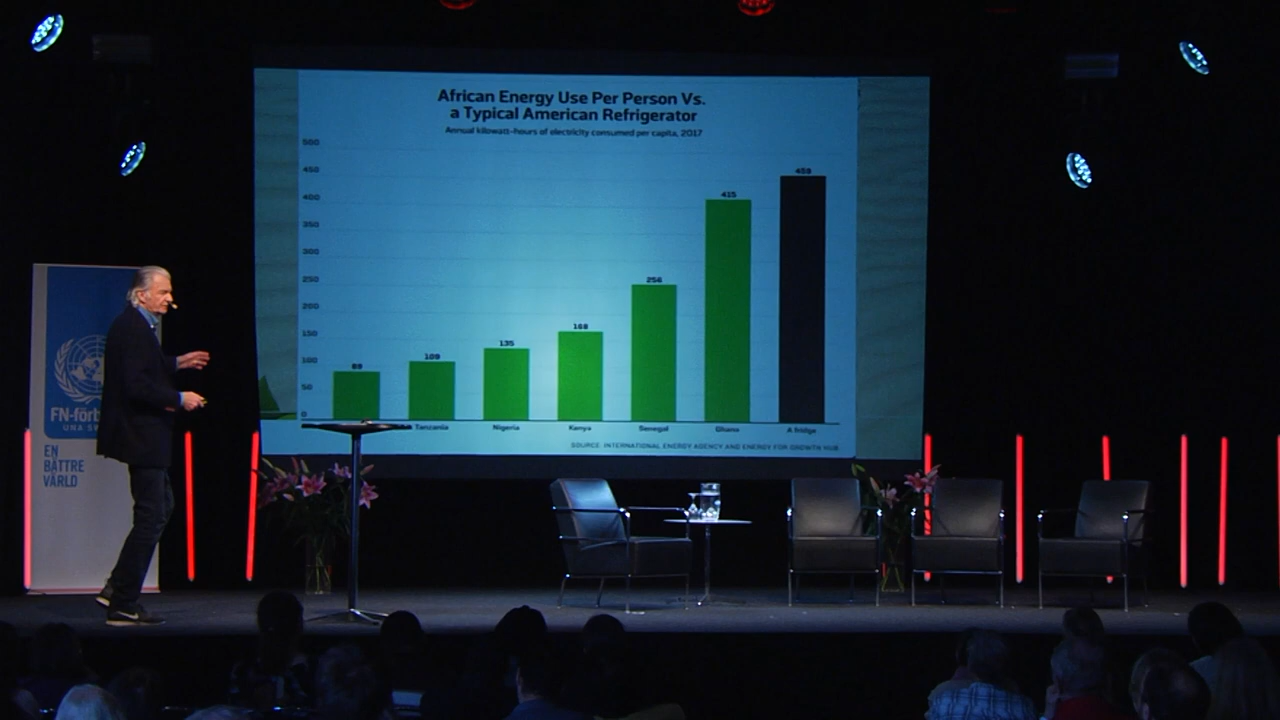 African Energy Use Per Person Vs.
a Typical American Refrigerator
Annual kilowatt-hours of electricity consumed per capita, 2017
500
450
400
350
300
250
200
150
100
50
0
89
109
135
168
256
415
459
Tanzania
Nigeria
Kenya
Senegal
Ghana
A fridge
SOURCE: INTERNATIONAL ENERGY AGENCY AND ENERGY FOR GROWTH HUB
FN-förb
UNA S
EN
BÄTTRE
VÄRLD